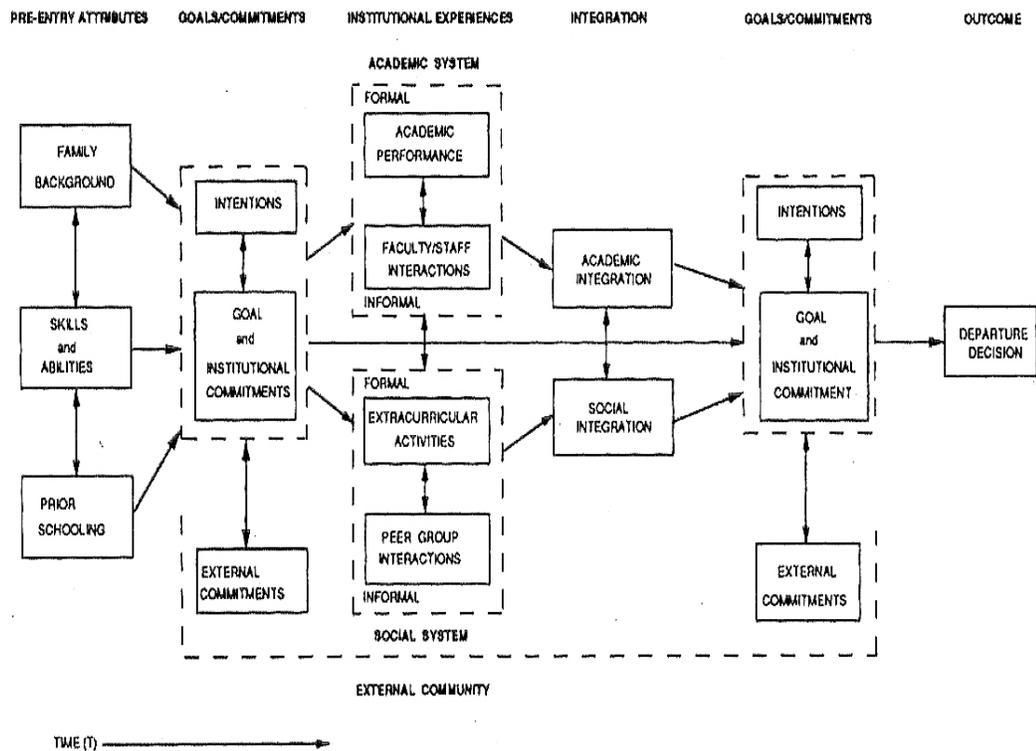 PRE-ENTRY ATTRIBUTES
GOALS/COMMITMENTS
INSTITUTIONAL EXPERIENCES
INTEGRATION
GOALS/COMMITMENTS
OUTCOME
ACADEMIC SYSTEM
FORMAL
ACADEMIC
PERFORMANCE
FACULTY/STAFF
INTERACTIONS
INFORMAL
FAMILY
BACKGROUND
SKILLS
and
ABILITIES
PRIOR
SCHOOLING
INTENTIONS
GOAL
and
INSTITUTIONAL
COMMITMENTS
EXTERNAL
COMMITMENTS
FORMAL
EXTRACURRICULAR
ACTIVITIES
PEER GROUP
INTERACTIONS
INFORMAL
SOCIAL SYSTEM
ACADEMIC
INTEGRATION
SOCIAL
INTEGRATION
INTENTIONS
GOAL
and
INSTITUTIONAL
COMMITMENT
EXTERNAL
COMMITMENTS
DEPARTURE
DECISION
EXTERNAL COMMUNITY
TIME (T)